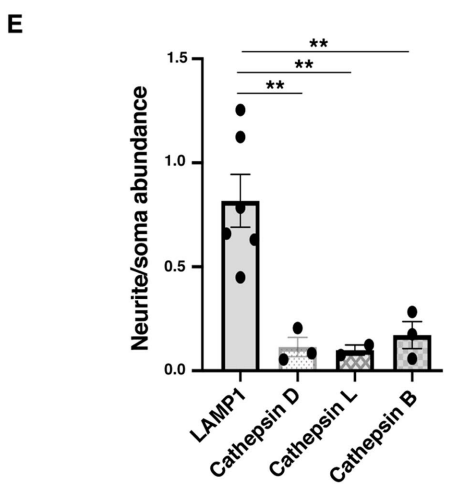 E
**
**
**
1.5
1.0
0.5
0.0
Neurite/soma abundance
LAMP1
Cathepsin D
Cathepsin L
Cathepsin B